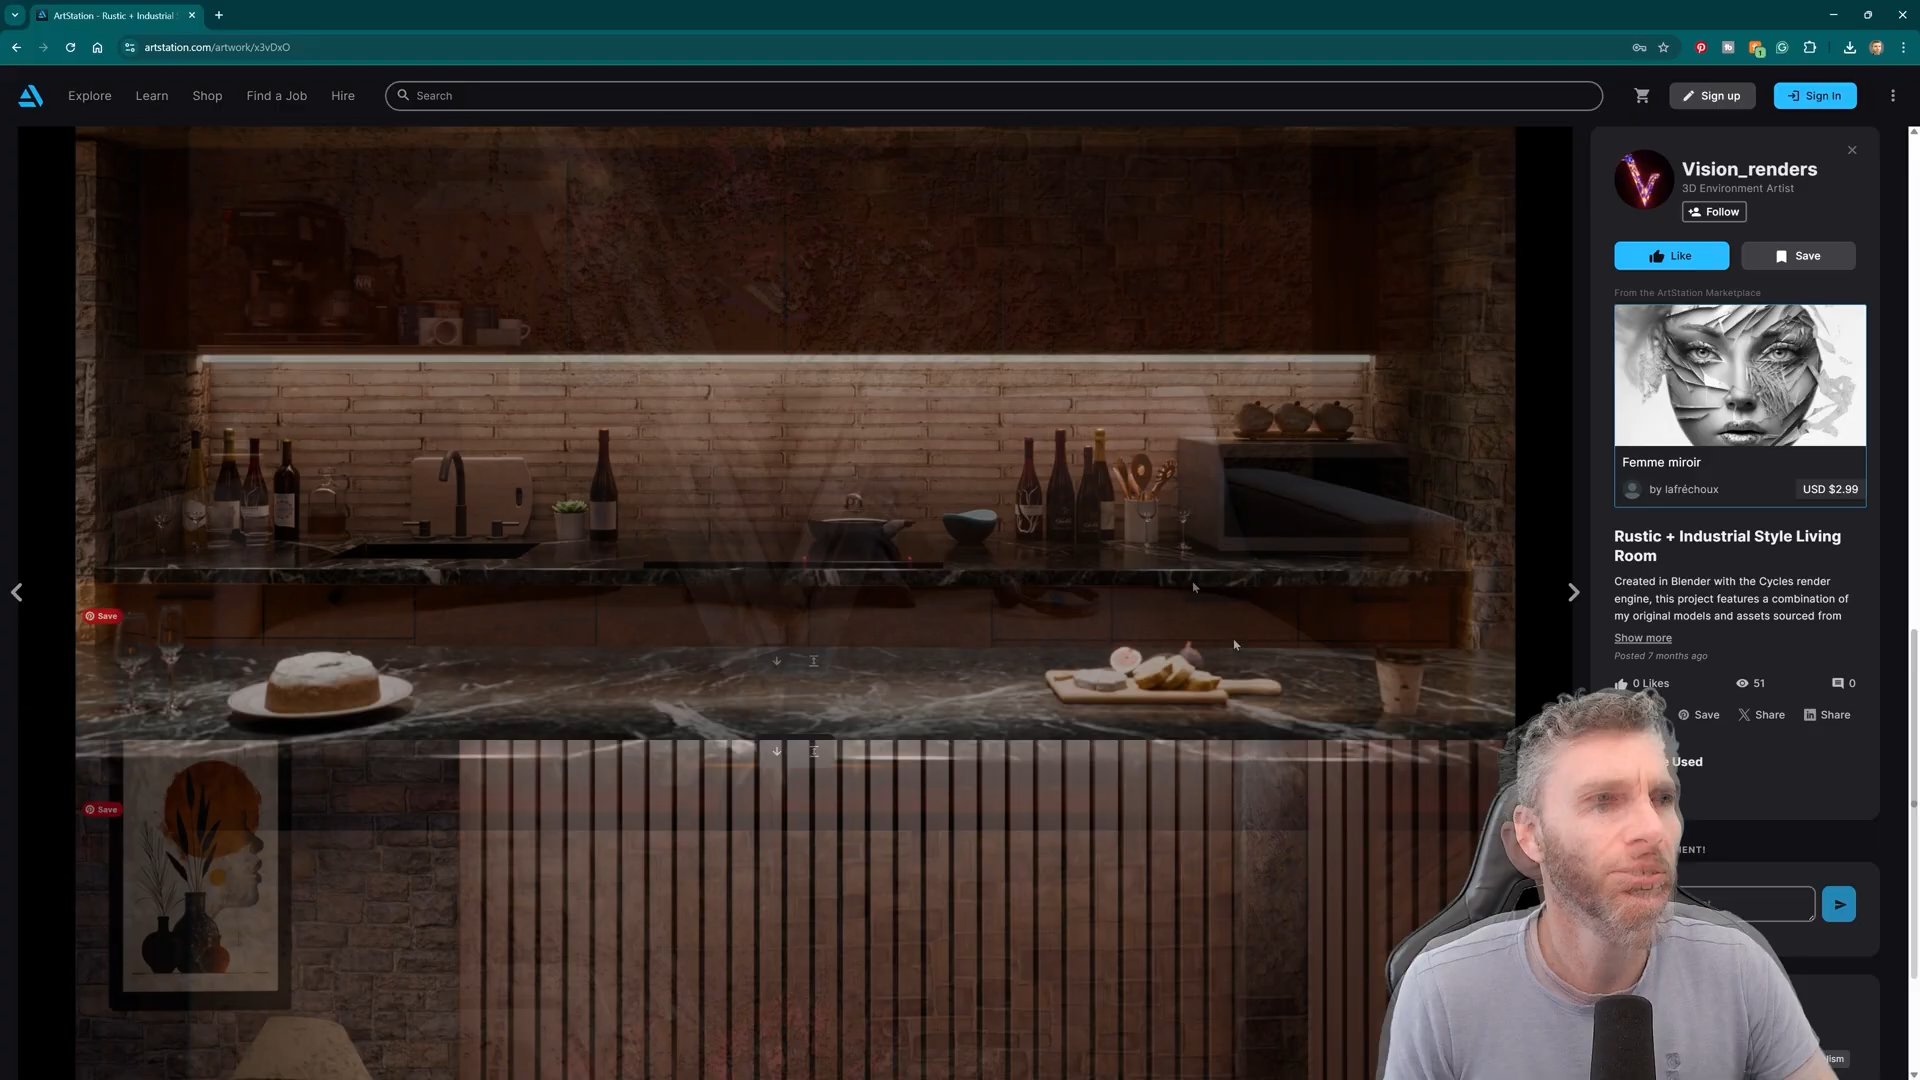 ArtStation - Rustic + Industrial
artstation.com/artwork/x3vDxO
1
Explore
Learn
Shop
Find a Job
Hire
Search
Sign up
Sign In
Vision_renders
3D Environment Artist
Follow
Like
Save
From the ArtStation Marketplace
Femme miroir
by lafréchoux
USD $2.99
Rustic + Industrial Style Living
Room
Created in Blender with the Cycles render
engine, this project features a combination of
my original models and assets sourced from
Show more
Posted 7 months ago
0 Likes
51
0
Save
Share
Share
Used
Save
Save